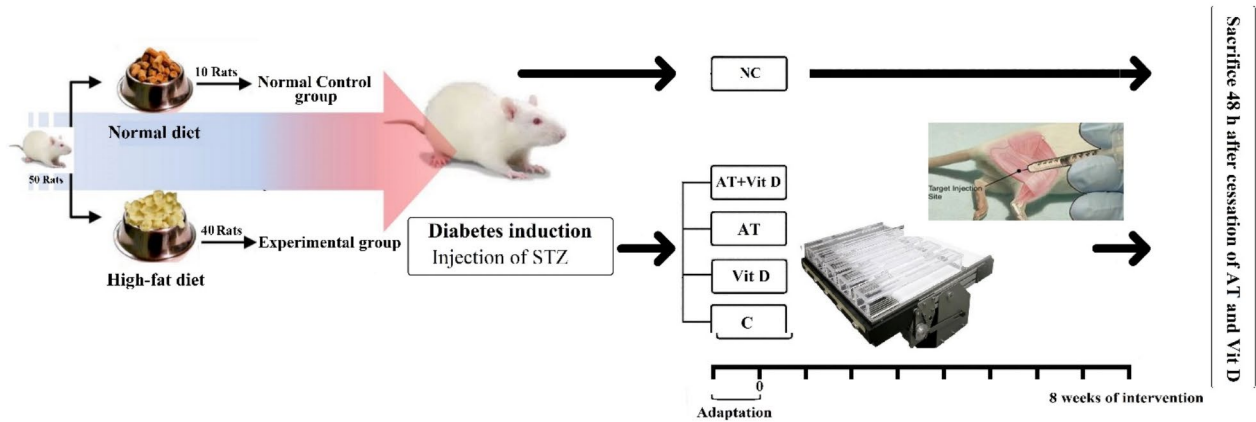 50 Rats
10 Rats
Normal diet
Normal Control
group
40 Rats
High-fat diet
Experimental group
Diabetes induction
Injection of STZ
NC
AT+Vit D
AT
Vit D
C
Target Injection
Site
0
Adaptation
8 weeks of intervention
Sacrifice 48 h after cessation of AT and Vit D